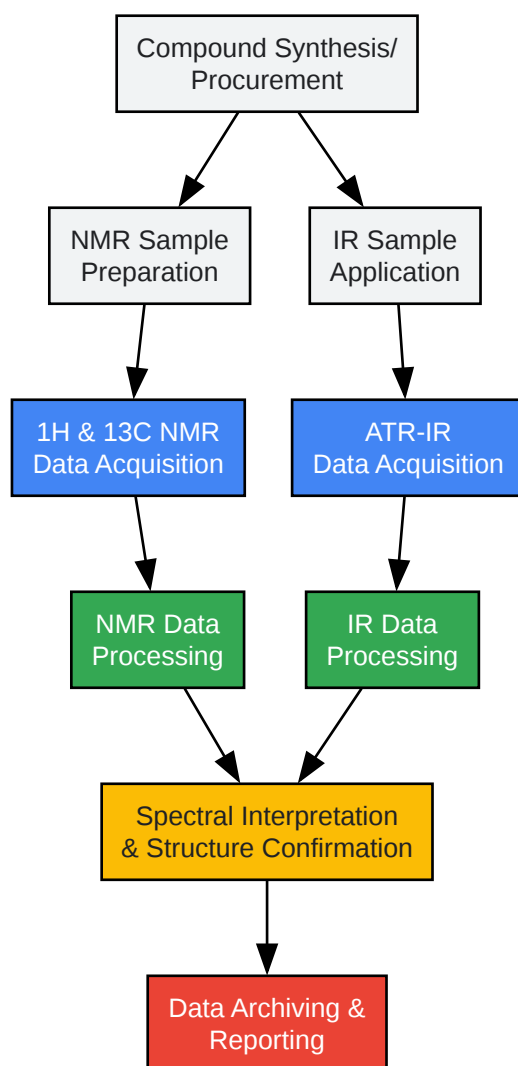 Compound Synthesis/
Procurement
NMR Sample
Preparation
IR Sample
Application
1H & 13C NMR
Data Acquisition
ATR-IR
Data Acquisition
NMR Data
Processing
IR Data
Processing
Spectral Interpretation
& Structure Confirmation
Data Archiving &
Reporting